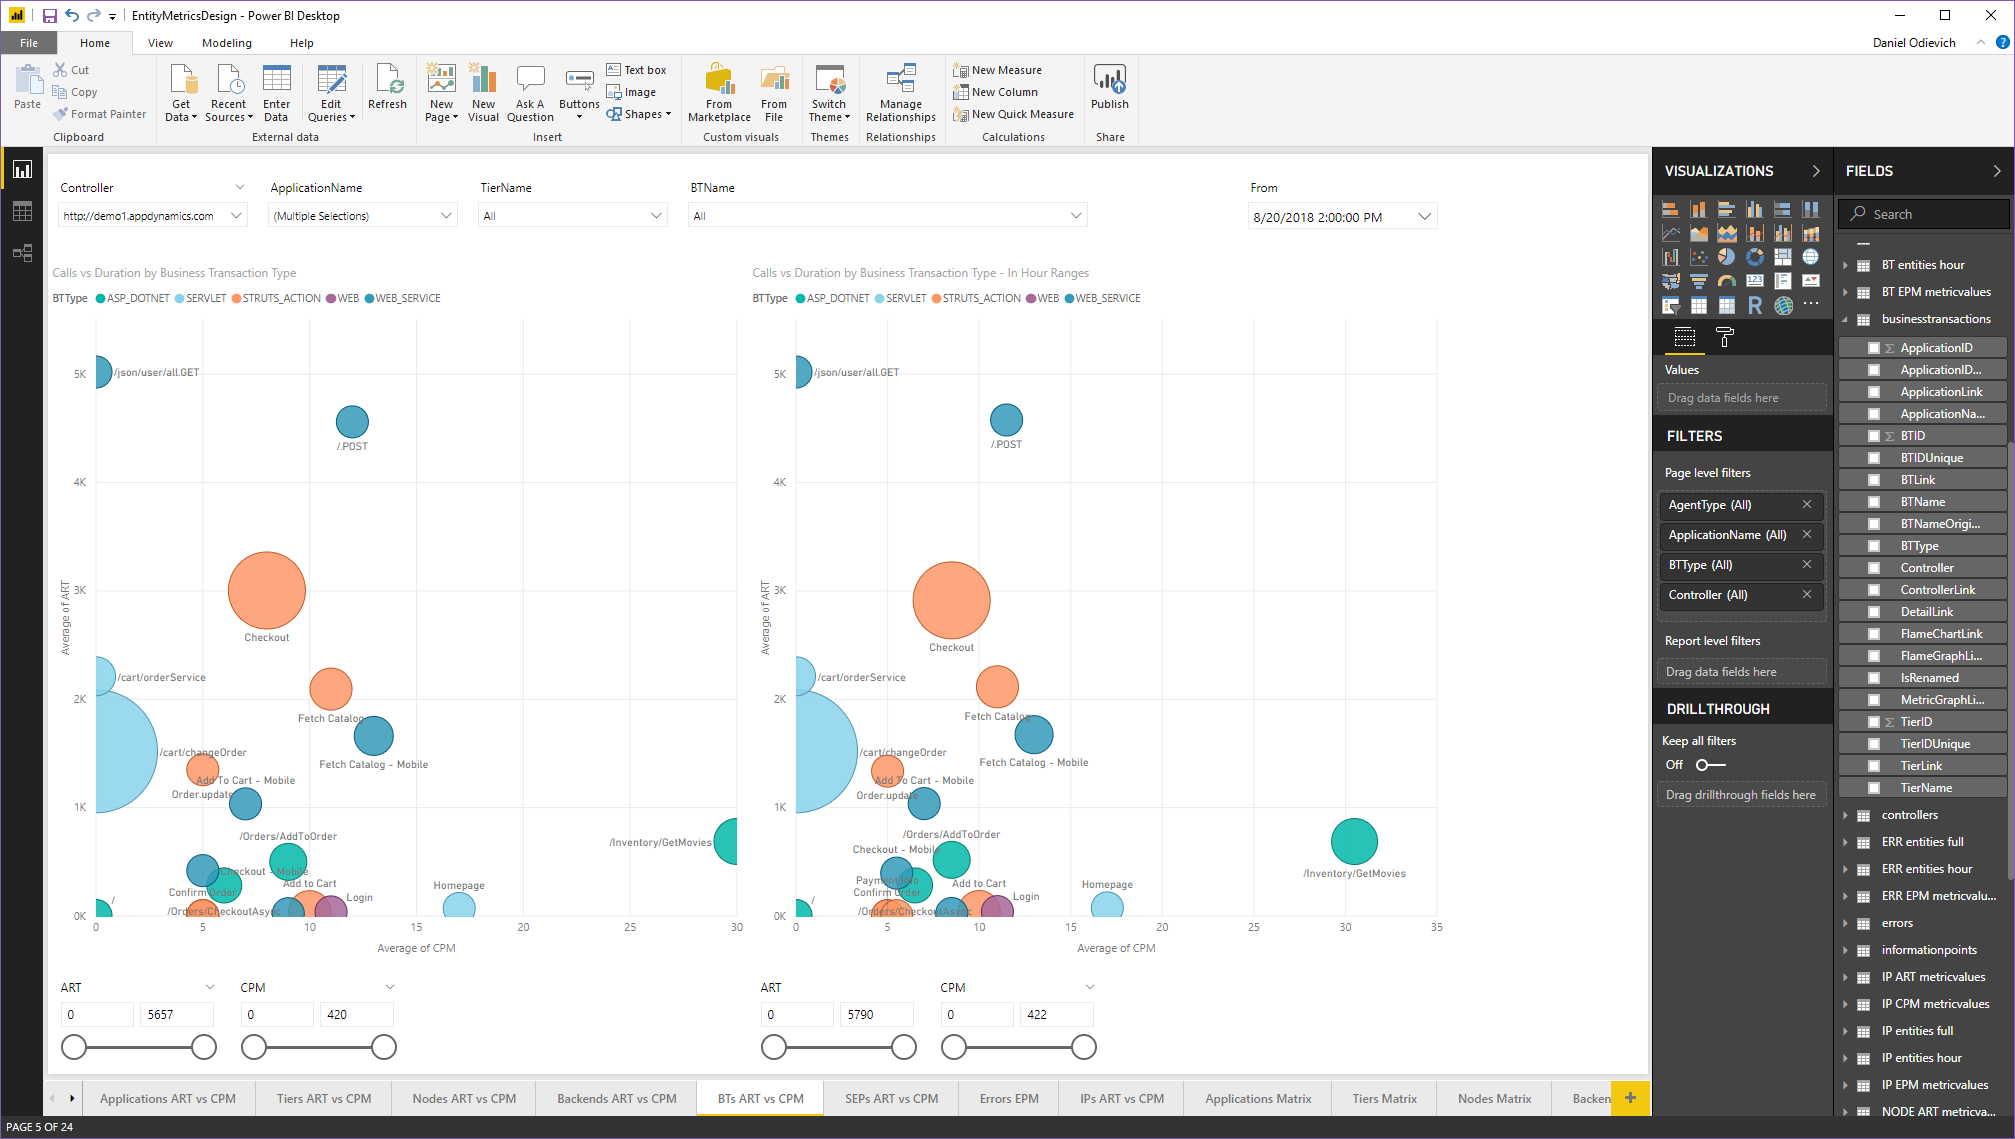 EntityMetricsDesign - Power BI Desktop
File Home View Modeling Help Daniel Odievich
Paste
Cut
Copy
Format Painter
Clipboard
Get Data
Recent Sources
Enter Data
Edit Queries
Refresh
External data
New Page
New Visual
Ask A Question
Buttons
Text box
Image
Shapes
Insert
From Marketplace
From File
Custom visuals
Switch Theme
Themes
Manage Relationships
Relationships
New Measure
New Column
New Quick Measure
Calculations
Publish
Share
Controller
http://demo1.appdynamics.com
ApplicationName
(Multiple Selections)
TierName
All
BTName
All
From
8/20/2018 2:00:00 PM
Calls vs Duration by Business Transaction Type
BTType ASP_DOTNET SERVLET STRUTS_ACTION WEB WEB_SERVICE
Average of ART
5K
4K
3K
2K
1K
0K
/json/user/all.GET
/.POST
Checkout
/cart/orderService
Fetch Catalog
Fetch Catalog - Mobile
/cart/changeOrder
Add To Cart - Mobile
Order.update
/Orders/AddToOrder
/Inventory/GetMovies
Checkout - Mobile
Confirm Order
Add to Cart
/
Login
Homepage
/Orders/CheckoutAsync
0 5 10 15 20 25 30
Average of CPM
ART
0 5657
CPM
0 420
Calls vs Duration by Business Transaction Type - In Hour Ranges
BTType ASP_DOTNET SERVLET STRUTS_ACTION WEB WEB_SERVICE
Average of ART
5K
4K
3K
2K
1K
0K
/json/user/all.GET
/.POST
Checkout
/cart/orderService
Fetch Catalog
Fetch Catalog - Mobile
/cart/changeOrder
Add To Cart - Mobile
Order.update
/Orders/AddToOrder
Checkout - Mobile
/Inventory/GetMovies
Payment Info
Confirm Order
Add to Cart
/
Login
Homepage
/Orders/CheckoutAsync
0 5 10 15 20 25 30 35
Average of CPM
ART
0 5790
CPM
0 422
VISUALIZATIONS
123
R
Values
Drag data fields here
FILTERS
Page level filters
AgentType (All)
ApplicationName (All)
BTType (All)
Controller (All)
Report level filters
Drag data fields here
DRILLTHROUGH
Keep all filters
Off
Drag drillthrough fields here
FIELDS
Search
BT entities hour
BT EPM metricvalues
businesstransactions
ApplicationID
ApplicationID...
ApplicationLink
ApplicationNa...
BTID
BTIDUnique
BTLink
BTName
BTNameOrigi...
BTType
Controller
ControllerLink
DetailLink
FlameChartLink
FlameGraphLi...
IsRenamed
MetricGraphLi...
TierID
TierIDUnique
TierLink
TierName
controllers
ERR entities full
ERR entities hour
ERR EPM metricvalu...
errors
informationpoints
IP ART metricvalues
IP CPM metricvalues
IP entities full
IP entities hour
IP EPM metricvalues
NODE ART metricva...
Applications ART vs CPM Tiers ART vs CPM Nodes ART vs CPM Backends ART vs CPM BTs ART vs CPM SEPs ART vs CPM Errors EPM IPs ART vs CPM Applications Matrix Tiers Matrix Nodes Matrix Backen +
PAGE 5 OF 24